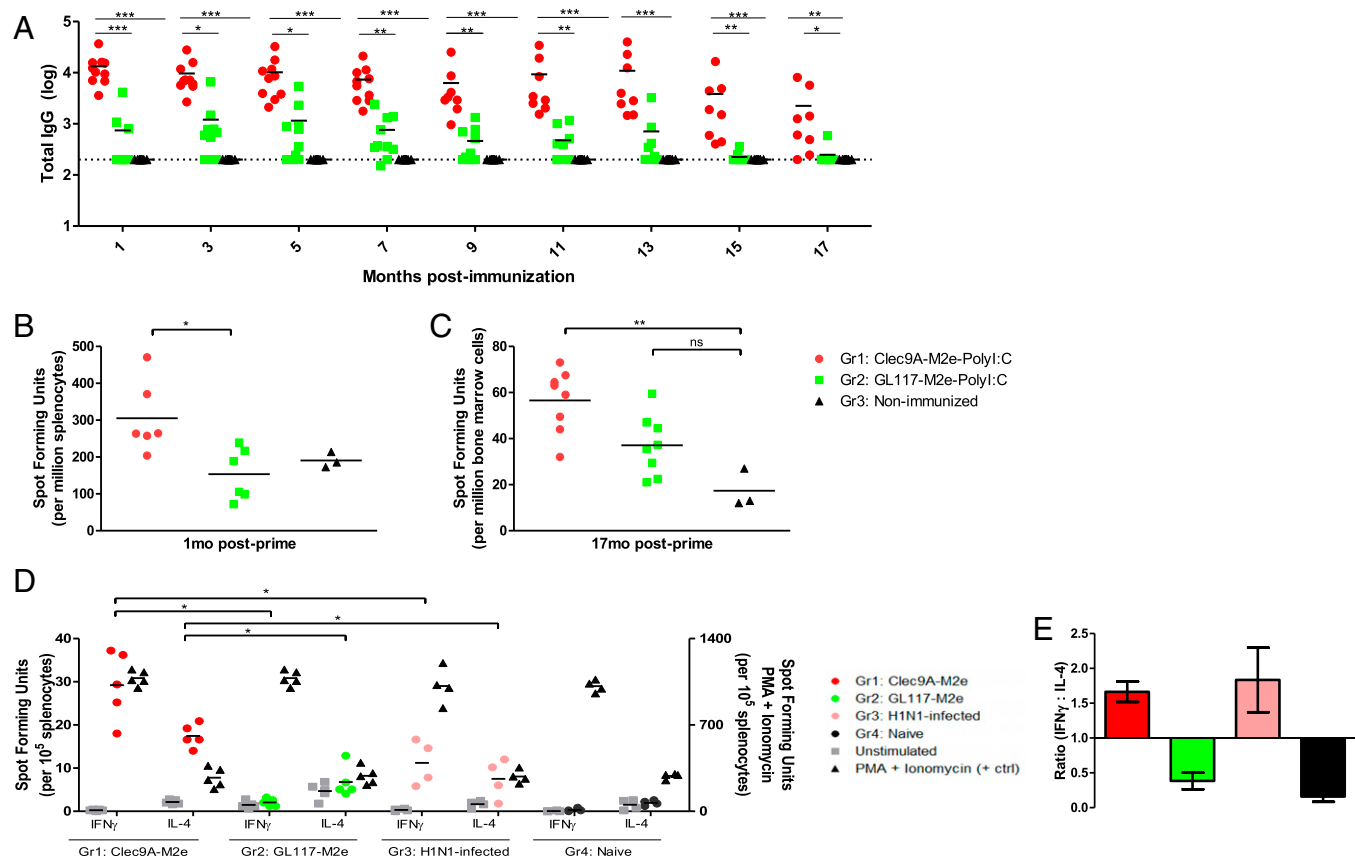 A
*** *** *** *** *** *** *** *** **
*** * * ** ** ** ** *
Total IgG (log)
5
4
3
2
1
1 3 5 7 9 11 13 15 17
Months post-immunization
B
*
Spot Forming Units
(per million splenocytes)
500
400
300
200
100
0
1mo post-prime
C
**
ns
Spot Forming Units
(per million bone marrow cells)
80
60
40
20
0
17mo post-prime
Gr1: Clec9A-M2e-PolyI:C
Gr2: GL117-M2e-PolyI:C
Gr3: Non-immunized
D
*
*
*
*
Spot Forming Units
(per 10⁵ splenocytes)
40
30
20
10
0
1400
700
0
Spot Forming Units
PMA + Ionomycin
(per 10⁵ splenocytes)
IFNγ IL-4 IFNγ IL-4 IFNγ IL-4 IFNγ IL-4
Gr1: Clec9A-M2e Gr2: GL117-M2e Gr3: H1N1-infected Gr4: Naive
Gr1: Clec9A-M2e
Gr2: GL117-M2e
Gr3: H1N1-infected
Gr4: Naive
Unstimulated
PMA + Ionomycin (+ ctrl)
E
Ratio (IFNγ : IL-4)
2.5
2.0
1.5
1.0
0.5
0.0